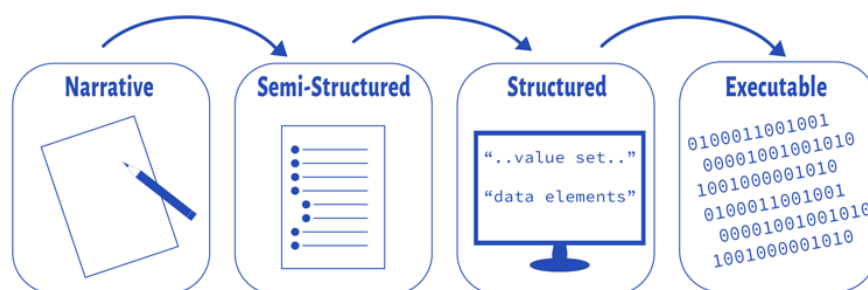 Narrative
Semi-Structured
Structured
Executable
“..value set..”
“data elements”
0100011001001
00001001001010
1001000001010
0100011001001
00001001001010
1001000001010